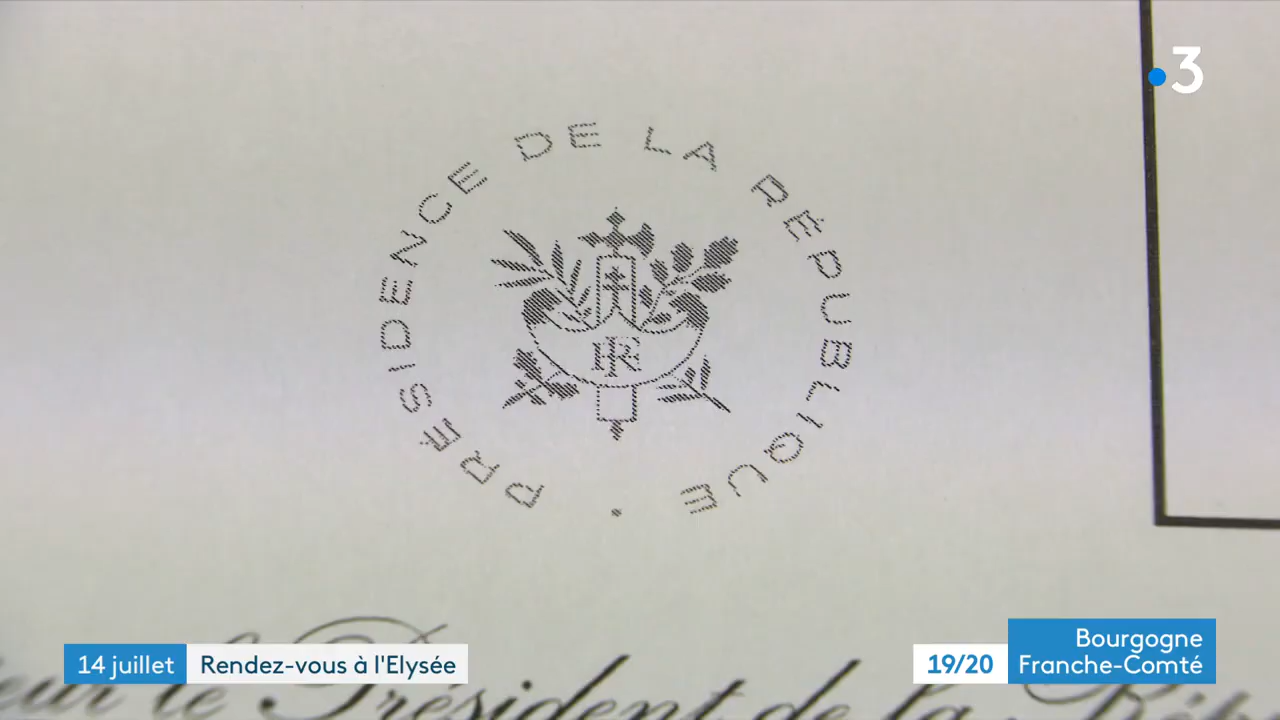 3
PRÉSIDENCE DE LA RÉPUBLIQUE
RF
le Président de la
14 juillet Rendez-vous à l'Elysée
19/20 Bourgogne
Franche-Comté